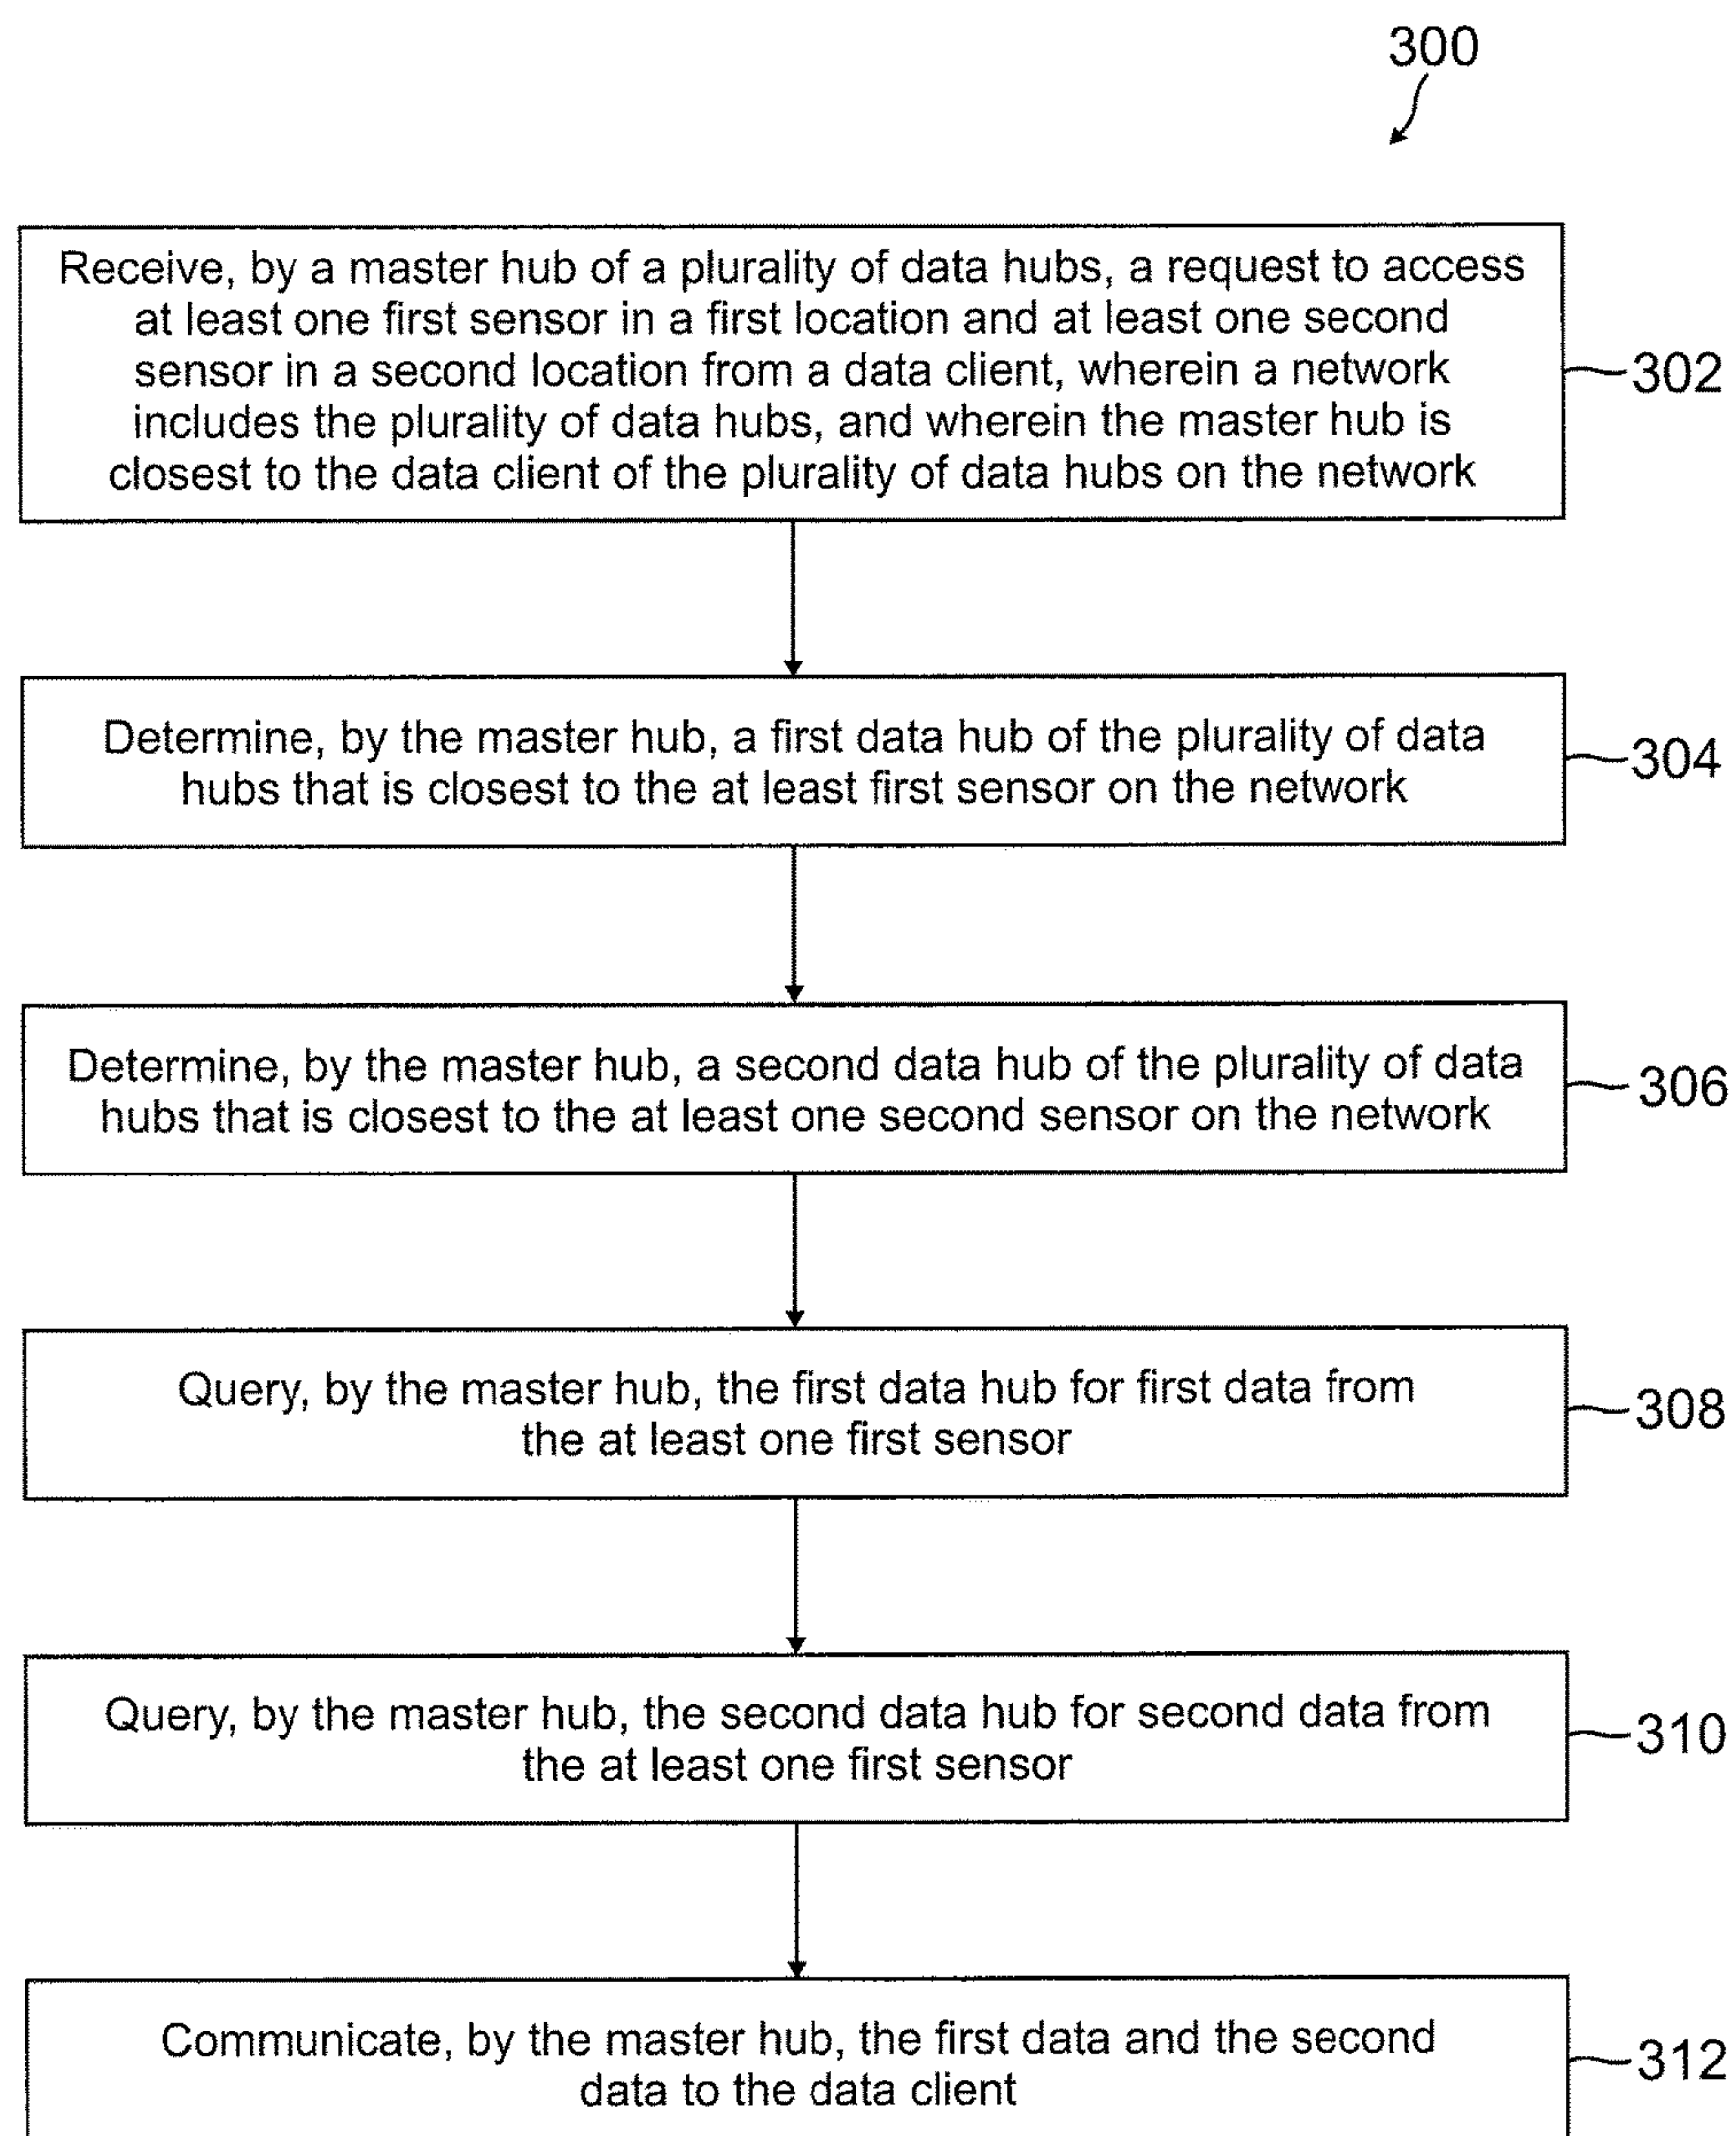 300
Receive, by a master hub of a plurality of data hubs, a request to access
at least one first sensor in a first location and at least one second
sensor in a second location from a data client, wherein a network
includes the plurality of data hubs, and wherein the master hub is
closest to the data client of the plurality of data hubs on the network
302
Determine, by the master hub, a first data hub of the plurality of data
hubs that is closest to the at least first sensor on the network
304
Determine, by the master hub, a second data hub of the plurality of data
hubs that is closest to the at least one second sensor on the network
306
Query, by the master hub, the first data hub for first data from
the at least one first sensor
308
Query, by the master hub, the second data hub for second data from
the at least one first sensor
310
Communicate, by the master hub, the first data and the second
data to the data client
312